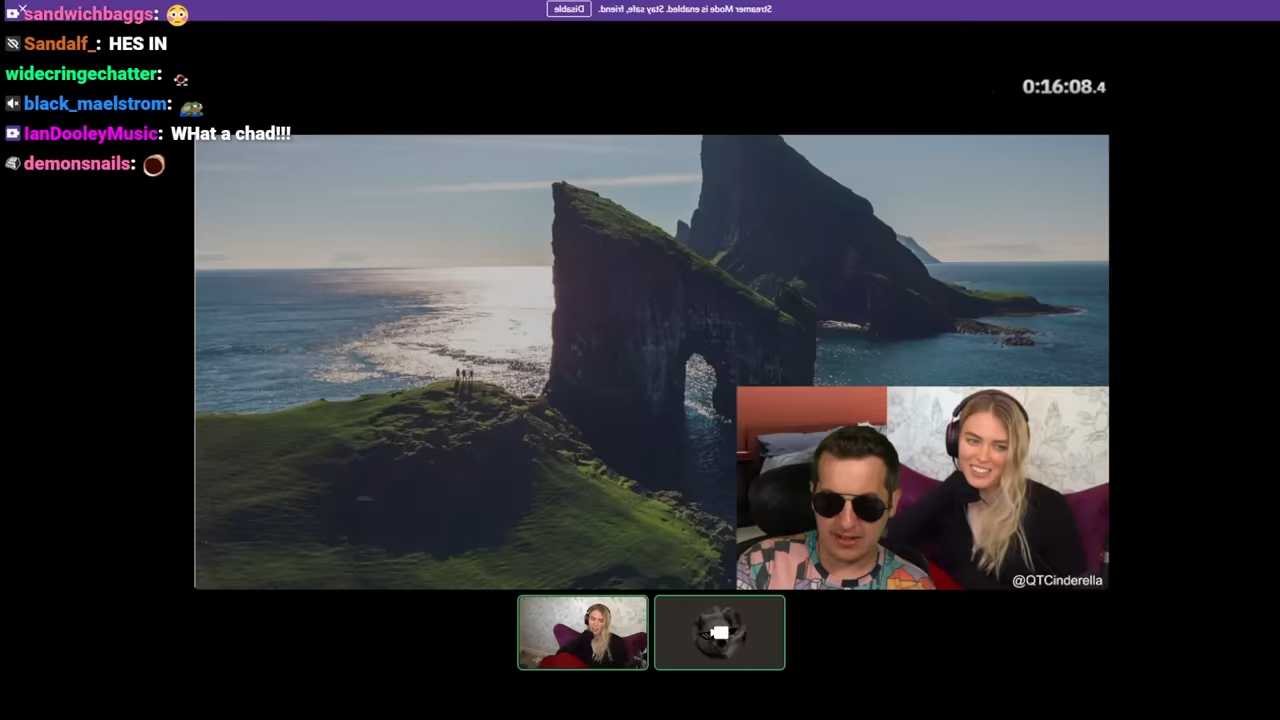 Streamer Mode is enabled. Stay safe, friend. Disable
sandwichbaggs:
Sandalf_: HES IN
widecringechatter:
black_maelstrom:
IanDooleyMusic: WHat a chad!!!
demonsnails:
0:16:08.4
@QTCinderella